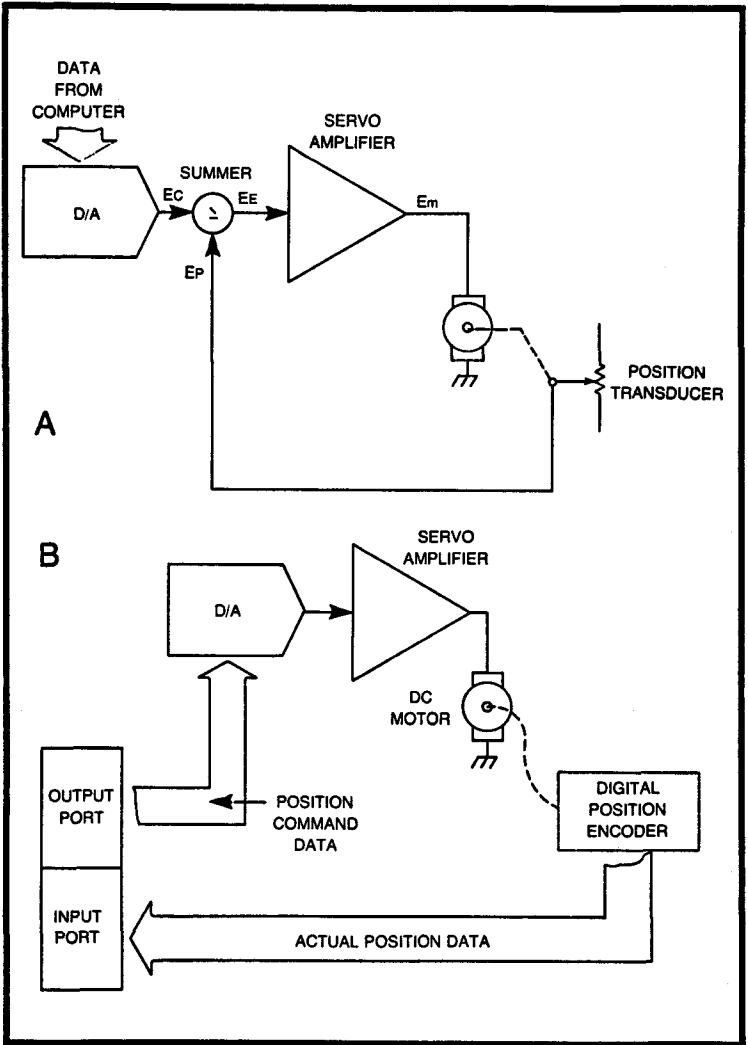 DATA
FROM
COMPUTER
SERVO
AMPLIFIER
SUMMER
D/A
EC
EE
Em
EP
POSITION
TRANSDUCER
A
B
SERVO
AMPLIFIER
D/A
DC
MOTOR
OUTPUT
PORT
POSITION
COMMAND
DATA
DIGITAL
POSITION
ENCODER
INPUT
PORT
ACTUAL POSITION DATA